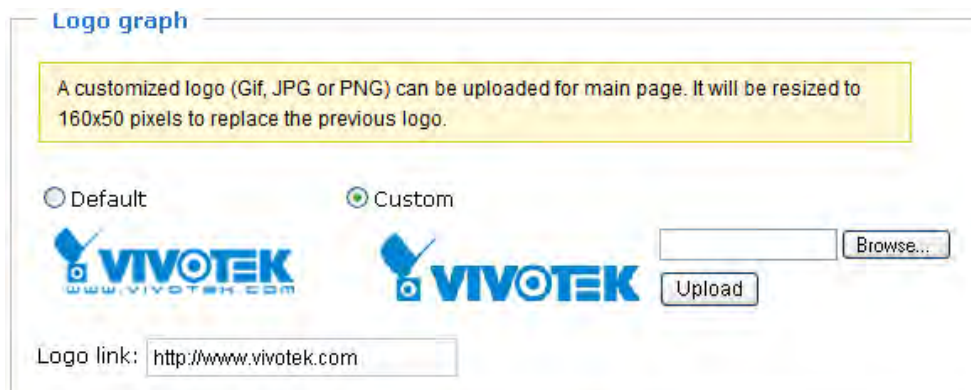 Logo graph
A customized logo (Gif, JPG or PNG) can be uploaded for main page. It will be resized to
160x50 pixels to replace the previous logo.
Default
Custom
VIVOTEK
www.vivotek.com
VIVOTEK
Browse...
Upload
Logo link: http://www.vivotek.com